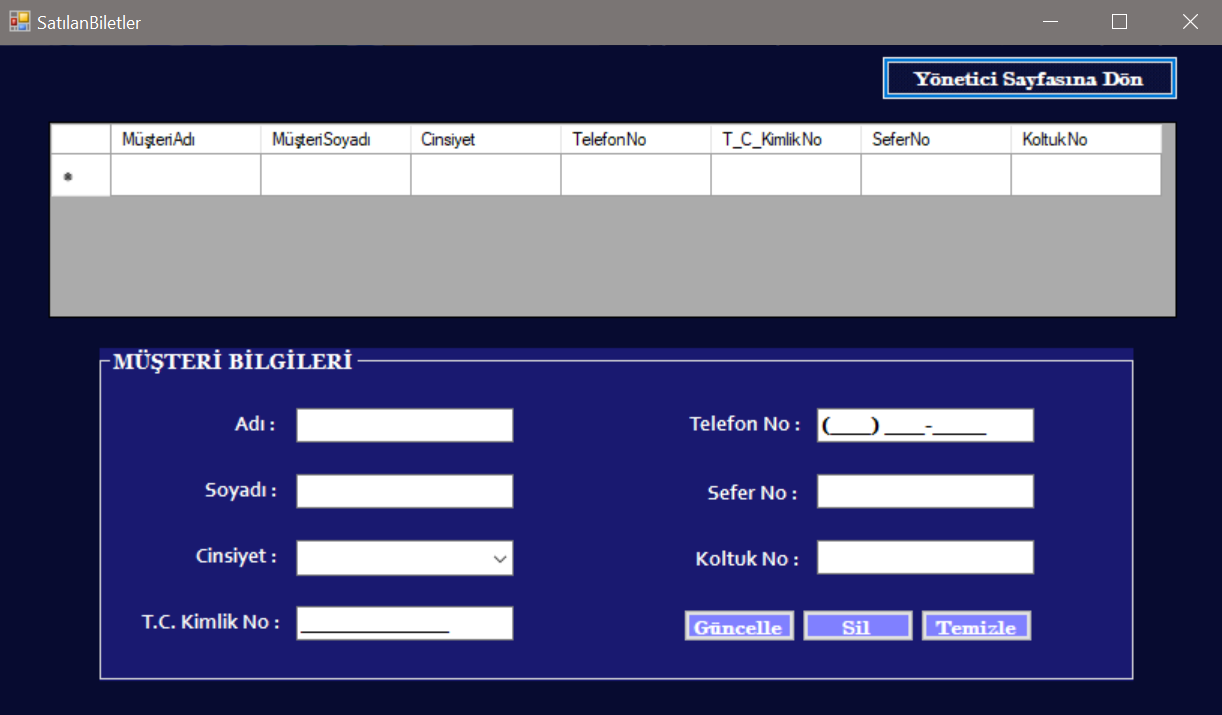 SatılanBiletler
Yönetici Sayfasına Dön
MüşteriAdı MüşteriSoyadı Cinsiyet TelefonNo T_C_KimlikNo SeferNo KoltukNo
MÜŞTERİ BİLGİLERİ
Adı : Telefon No : (___) ___-____
Soyadı : Sefer No :
Cinsiyet : Koltuk No :
T.C. Kimlik No : ___________
Güncelle Sil Temizle